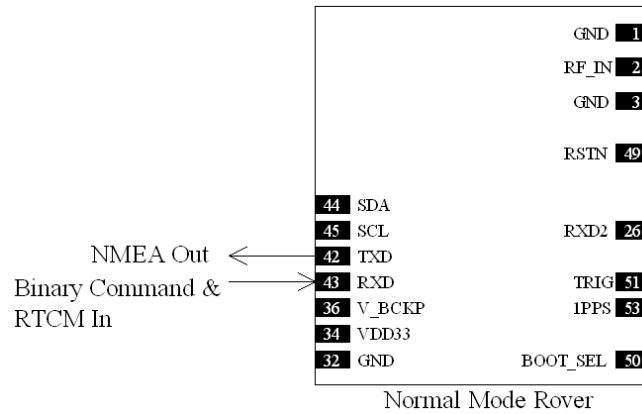 GND 1
RF_IN 2
GND 3
RSTN 49
44 SDA
45 SCL RXD2 26
NMEA Out 42 TXD
Binary Command & 43 RXD TRIG 51
RTCM In 36 V_BCKP 1PPS 53
34 VDD33
32 GND BOOT_SEL 50
Normal Mode Rover